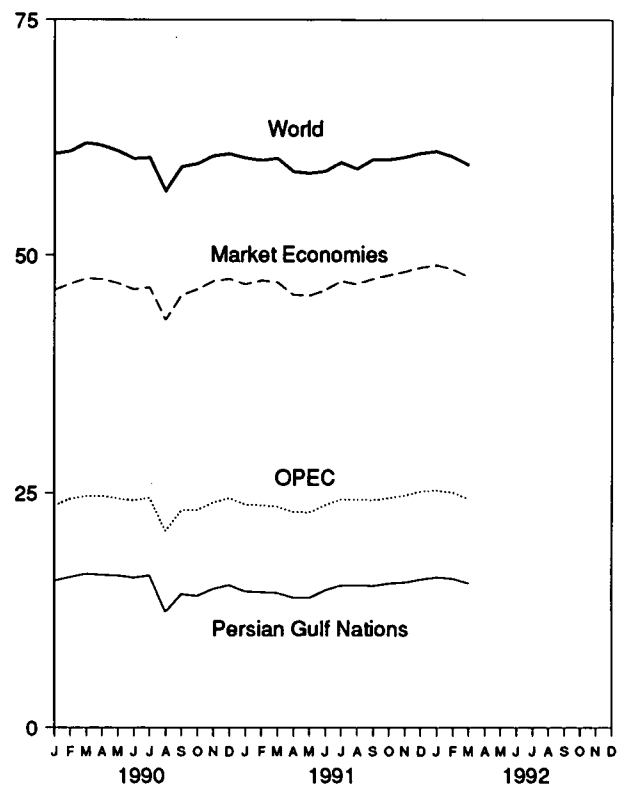 75
World
50
Market Economies
25
OPEC
Persian Gulf Nations
0
J F M A M J J A S O N D J F M A M J J A S O N D J F M A M J J A S O N D
1990 1991 1992